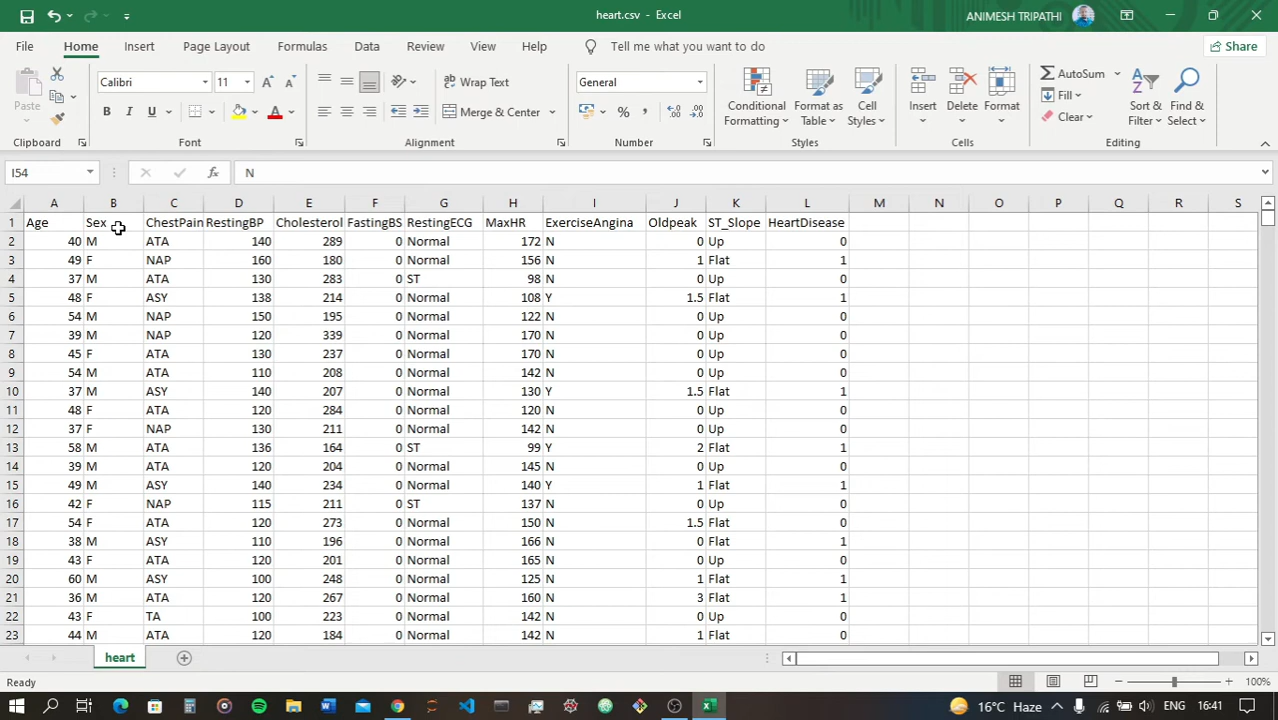 heart.csv - Excel
ANIMESH TRIPATHI
File Home Insert Page Layout Formulas Data Review View Help Tell me what you want to do Share
Paste
Clipboard
Calibri 11
B I U
Font
Wrap Text
Merge & Center
Alignment
General
%
Number
Conditional Formatting
Format as Table
Cell Styles
Styles
Insert
Delete
Format
Cells
AutoSum
Fill
Clear
Sort & Filter
Find & Select
Editing
I54 fx N
A B C D E F G H I J K L M N O P Q R S
1 Age Sex ChestPain RestingBP Cholesterol FastingBS RestingECG MaxHR ExerciseAngina Oldpeak ST_Slope HeartDisease
2 40 M ATA 140 289 0 Normal 172 N 0 Up 0
3 49 F NAP 160 180 0 Normal 156 N 1 Flat 1
4 37 M ATA 130 283 0 ST 98 N 0 Up 0
5 48 F ASY 138 214 0 Normal 108 Y 1.5 Flat 1
6 54 M NAP 150 195 0 Normal 122 N 0 Up 0
7 39 M NAP 120 339 0 Normal 170 N 0 Up 0
8 45 F ATA 130 237 0 Normal 170 N 0 Up 0
9 54 M ATA 110 208 0 Normal 142 N 0 Up 0
10 37 M ASY 140 207 0 Normal 130 Y 1.5 Flat 1
11 48 F ATA 120 284 0 Normal 120 N 0 Up 0
12 37 F NAP 130 211 0 Normal 142 N 0 Up 0
13 58 M ATA 136 164 0 ST 99 Y 2 Flat 1
14 39 M ATA 120 204 0 Normal 145 N 0 Up 0
15 49 M ASY 140 234 0 Normal 140 Y 1 Flat 1
16 42 F NAP 115 211 0 ST 137 N 0 Up 0
17 54 F ATA 120 273 0 Normal 150 N 1.5 Flat 0
18 38 M ASY 110 196 0 Normal 166 N 0 Flat 1
19 43 F ATA 120 201 0 Normal 165 N 0 Up 0
20 60 M ASY 100 248 0 Normal 125 N 1 Flat 1
21 36 M ATA 120 267 0 Normal 160 N 3 Flat 1
22 43 F TA 100 223 0 Normal 142 N 0 Up 0
23 44 M ATA 120 184 0 Normal 142 N 1 Flat 0
heart
Ready 100%
16°C Haze ENG 16:41